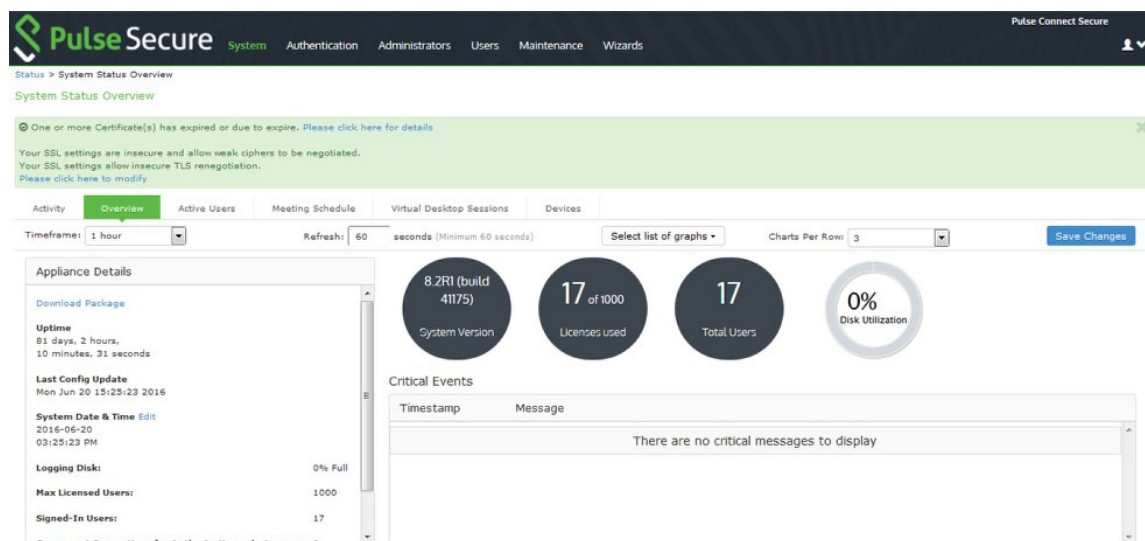 Pulse Connect Secure
Pulse Secure
System Authentication Administrators Users Maintenance Wizards
Status > System Status Overview
System Status Overview
One or more Certificate(s) has expired or due to expire. Please click here for details
Your SSL settings are insecure and allow weak ciphers to be negotiated.
Your SSL settings allow insecure TLS renegotiation.
Please click here to modify
Activity Overview Active Users Meeting Schedule Virtual Desktop Sessions Devices
Timeframe: 1 hour Refresh: 60 seconds (Minimum 60 seconds) Select list of graphs Charts Per Row: 3 Save Changes
Appliance Details
Download Package
Uptime
81 days, 2 hours,
10 minutes, 31 seconds
Last Config Update
Mon Jun 20 15:25:23 2016
System Date & Time Edit
2016-06-20
03:25:23 PM
Logging Disk: 0% Full
Max Licensed Users: 1000
Signed-In Users: 17
8.2R1 (build
41175)
System Version
17 of 1000
Licenses used
17
Total Users
0%
Disk Utilization
Critical Events
Timestamp Message
There are no critical messages to display